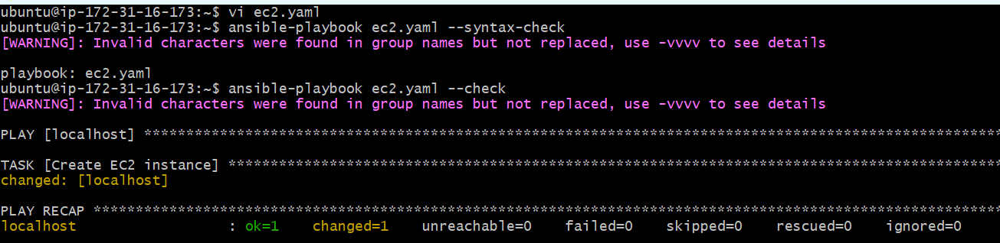 ubuntu@ip-172-31-16-173:~$ vi ec2.yaml
ubuntu@ip-172-31-16-173:~$ ansible-playbook ec2.yaml --syntax-check
[WARNING]: Invalid characters were found in group names but not replaced, use -vvvv to see details
playbook: ec2.yaml
ubuntu@ip-172-31-16-173:~$ ansible-playbook ec2.yaml --check
[WARNING]: Invalid characters were found in group names but not replaced, use -vvvv to see details
PLAY [localhost] *****************************************************************************************************
TASK [Create EC2 instance] *******************************************************************************************
changed: [localhost]
PLAY RECAP ***********************************************************************************************************
localhost                  : ok=1    changed=1    unreachable=0    failed=0    skipped=0    rescued=0    ignored=0